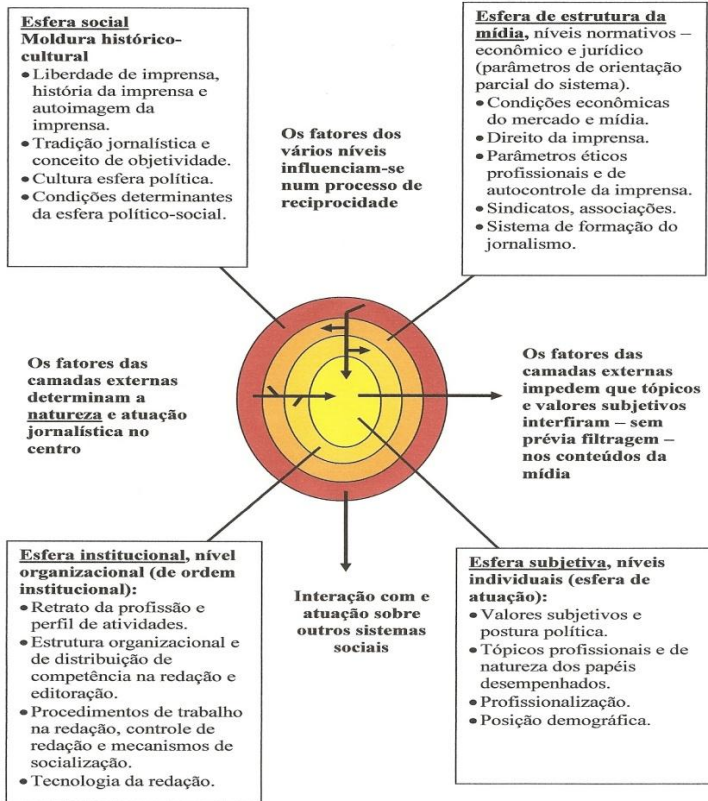 Esfera social
Moldura histórico-
cultural
• Liberdade de imprensa,
história da imprensa e
autoimagem da
imprensa.
• Tradição jornalística e
conceito de objetividade.
• Cultura esfera política.
• Condições determinantes
da esfera político-social.
Os fatores dos
vários níveis
influenciam-se
num processo de
reciprocidade
Esfera de estrutura da
mídia, níveis normativos –
econômico e jurídico
(parâmetros de orientação
parcial do sistema).
• Condições econômicas
do mercado e mídia.
• Direito da imprensa.
• Parâmetros éticos
profissionais e de
autocontrole da imprensa.
• Sindicatos, associações.
• Sistema de formação do
jornalismo.
Os fatores das
camadas externas
determinam a
natureza e atuação
jornalística no
centro
Os fatores das
camadas externas
impedem que tópicos
e valores subjetivos
interfiram – sem
prévia filtragem –
nos conteúdos da
mídia
Esfera institucional, nível
organizacional (de ordem
institucional):
• Retrato da profissão e
perfil de atividades.
• Estrutura organizacional e
de distribuição de
competência na redação e
editoração.
• Procedimentos de trabalho
na redação, controle de
redação e mecanismos de
socialização.
• Tecnologia da redação.
Interação com e
atuação sobre
outros sistemas
sociais
Esfera subjetiva, níveis
individuais (esfera de
atuação):
• Valores subjetivos e
postura política.
• Tópicos profissionais e de
natureza dos papéis
desempenhados.
• Profissionalização.
• Posição demográfica.